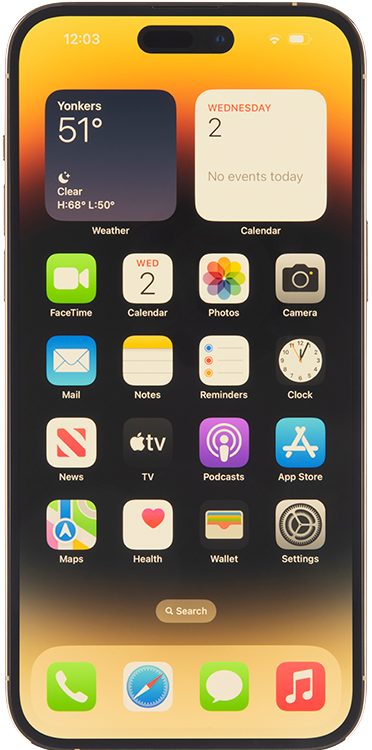 12:03
Yonkers
51°
Clear
H:68° L:50°
Weather
WEDNESDAY
2
No events today
Calendar
FaceTime
WED
2
Calendar
Photos
Camera
Mail
Notes
Reminders
Clock
News
tv
TV
Podcasts
App Store
Maps
Health
Wallet
Settings
Search